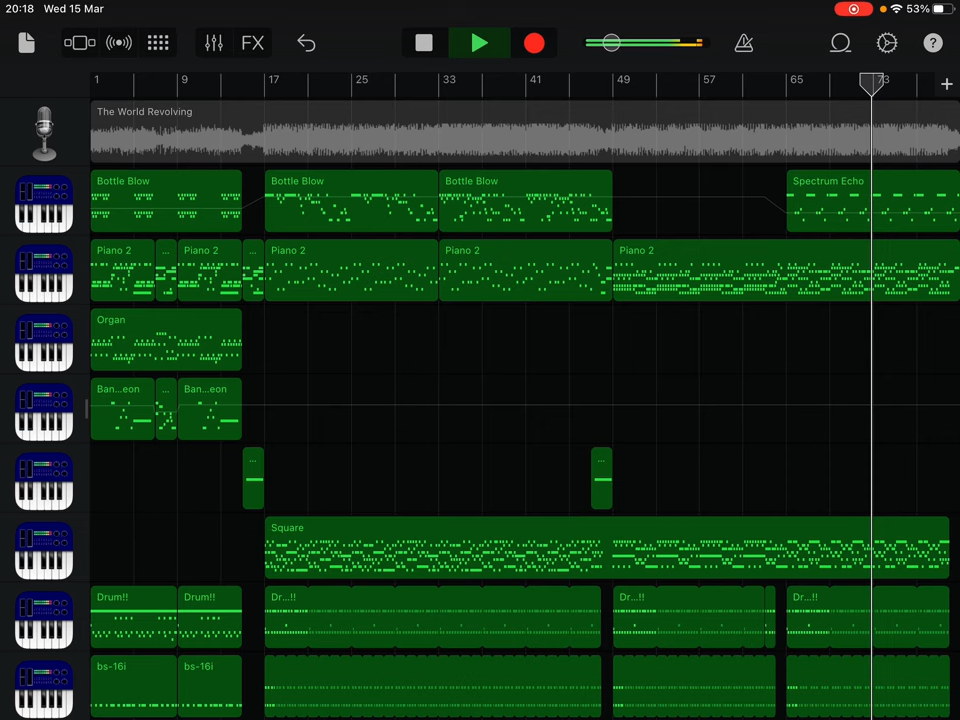 20:18 Wed 15 Mar 53%
FX ?
1 9 17 25 33 41 49 57 65 73 +
The World Revolving
Bottle Blow Bottle Blow Bottle Blow Spectrum Echo
Piano 2 ... Piano 2 ... Piano 2 Piano 2 Piano 2
Organ
Ban...eon ... Ban...eon
... ...
Square
Drum!! Drum!! Dr...!! Dr...!! Dr...!!
bs-16i bs-16i